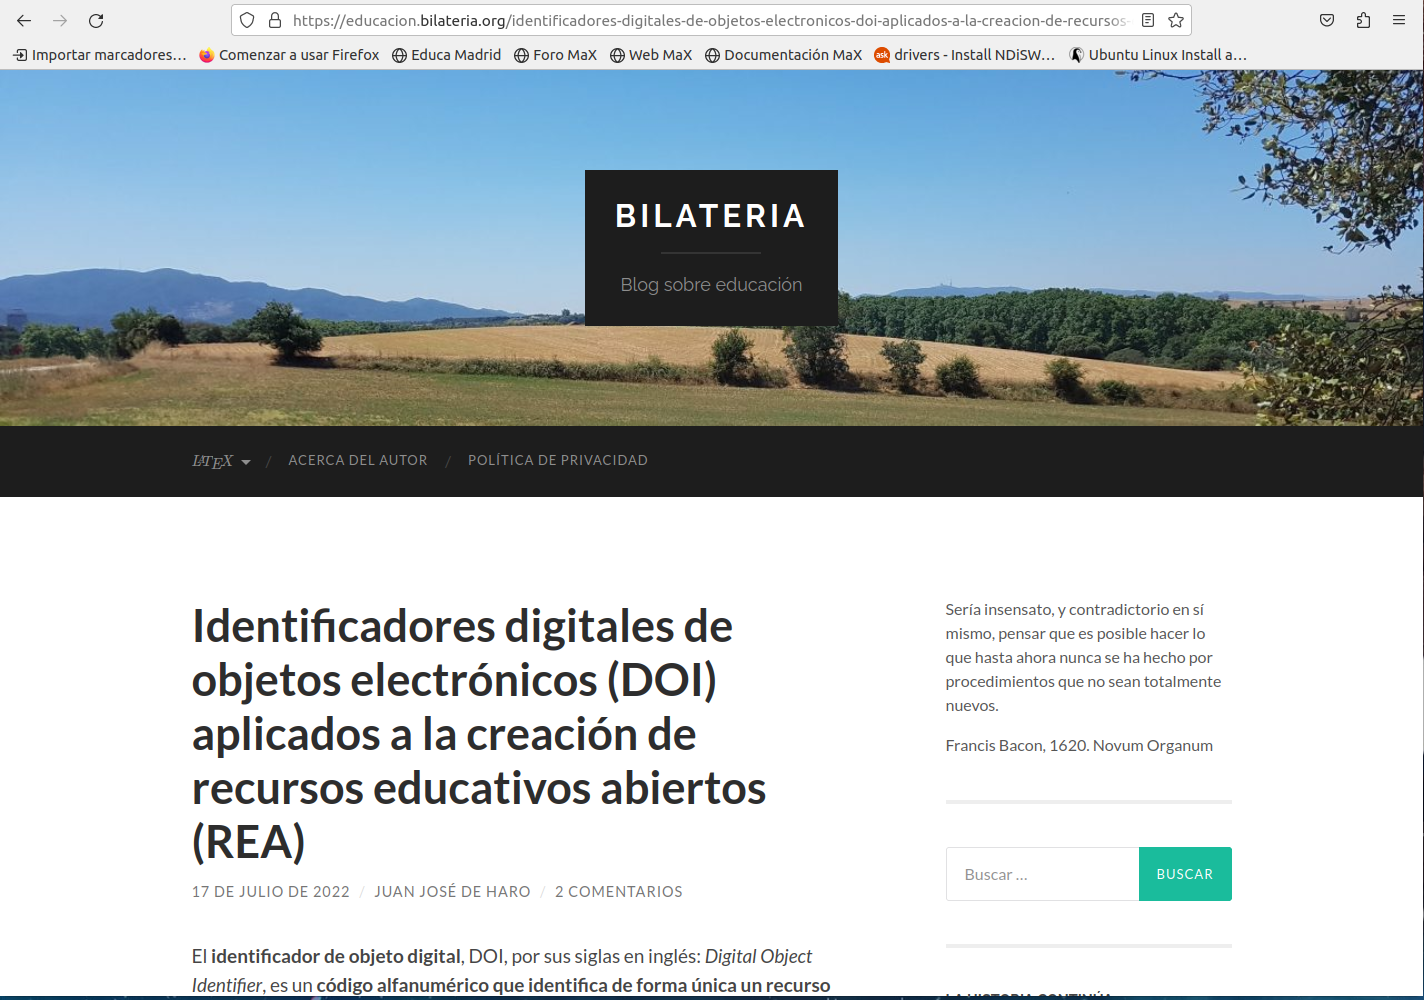 https://educacion.bilateria.org/identificadores-digitales-de-objetos-electronicos-doi-aplicados-a-la-creacion-de-recursos-
Importar marcadores… Comenzar a usar Firefox Educa Madrid Foro MaX Web MaX Documentación MaX ask drivers - Install NDiSW… Ubuntu Linux Install a…
BILATERIA
Blog sobre educación
LATEX / ACERCA DEL AUTOR / POLÍTICA DE PRIVACIDAD
Identificadores digitales de
objetos electrónicos (DOI)
aplicados a la creación de
recursos educativos abiertos
(REA)
17 DE JULIO DE 2022 / JUAN JOSÉ DE HARO / 2 COMENTARIOS
El identificador de objeto digital, DOI, por sus siglas en inglés: Digital Object
Identifier, es un código alfanumérico que identifica de forma única un recurso
Sería insensato, y contradictorio en sí
mismo, pensar que es posible hacer lo
que hasta ahora nunca se ha hecho por
procedimientos que no sean totalmente
nuevos.
Francis Bacon, 1620. Novum Organum
Buscar … BUSCAR
LA HISTORIA CONTINÚA